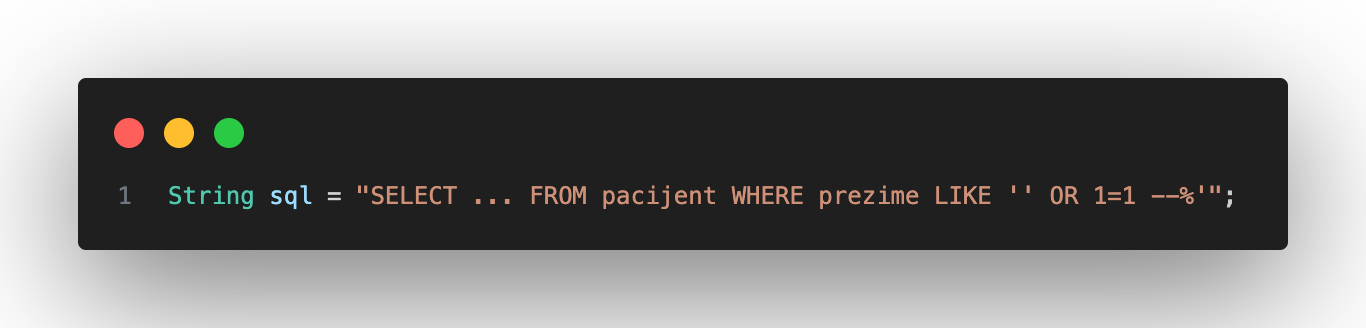 1 String sql = "SELECT ... FROM pacijent WHERE prezime LIKE '' OR 1=1 --%'";